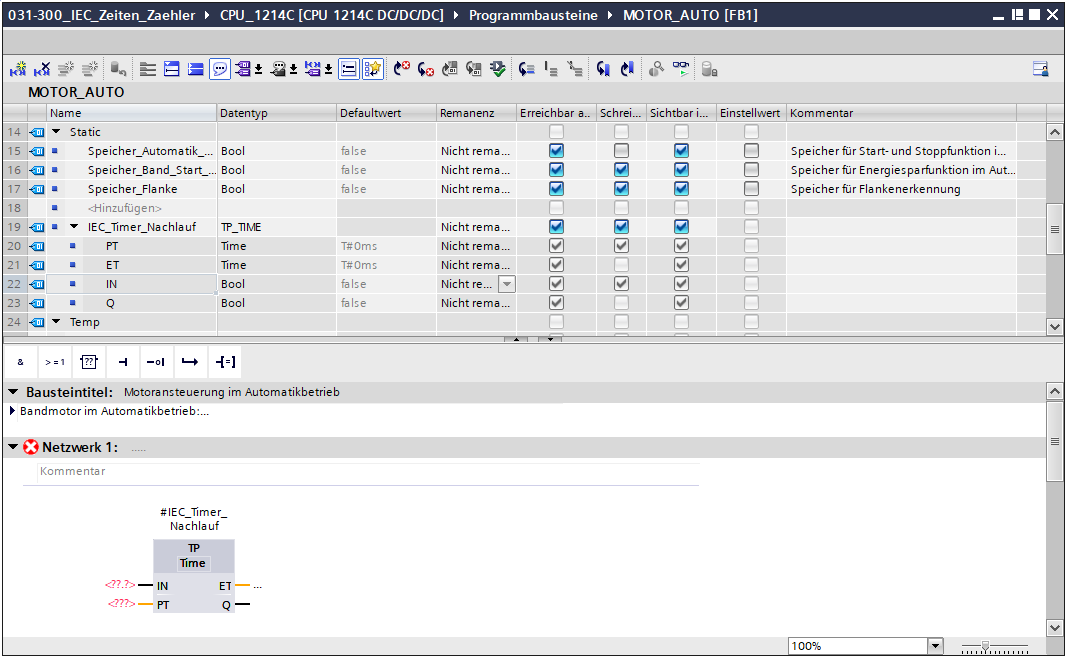 031-300_IEC_Zeiten_Zaehler CPU_1214C [CPU 1214C DC/DC/DC] Programmbausteine MOTOR_AUTO [FB1]
MOTOR_AUTO
Name Datentyp Defaultwert Remanenz Erreichbar a.. Schrei... Sichtbar i... Einstellwert Kommentar
14 Static
15 Speicher_Automatik_... Bool false Nicht rema... Speicher für Start- und Stoppfunktion i...
16 Speicher_Band_Start_... Bool false Nicht rema... Speicher für Energiesparfunktion im Aut...
17 Speicher_Flanke Bool false Nicht rema... Speicher für Flankenerkennung
18 <Hinzufügen>
19 IEC_Timer_Nachlauf TP_TIME Nicht rema...
20 PT Time T#0ms Nicht rema...
21 ET Time T#0ms Nicht rema...
22 IN Bool false Nicht re...
23 Q Bool false Nicht rema...
24 Temp
& >=1 ?? -| -o| [=]
Bausteintitel: Motoransteuerung im Automatikbetrieb
Bandmotor im Automatikbetrieb:...
Netzwerk 1: .....
Kommentar
#IEC_Timer_
Nachlauf
TP
Time
<??.?> IN ET ...
<???> PT Q
100%